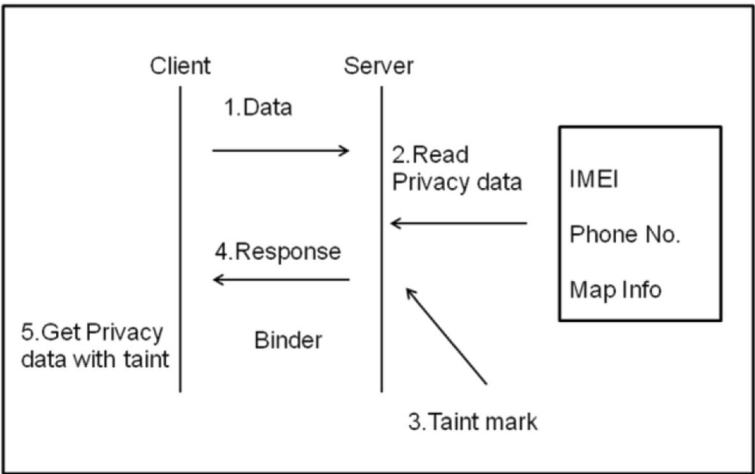 Client
Server
1.Data
2.Read
Privacy data
IMEI
Phone No.
Map Info
4.Response
5.Get Privacy
data with taint
Binder
3.Taint mark